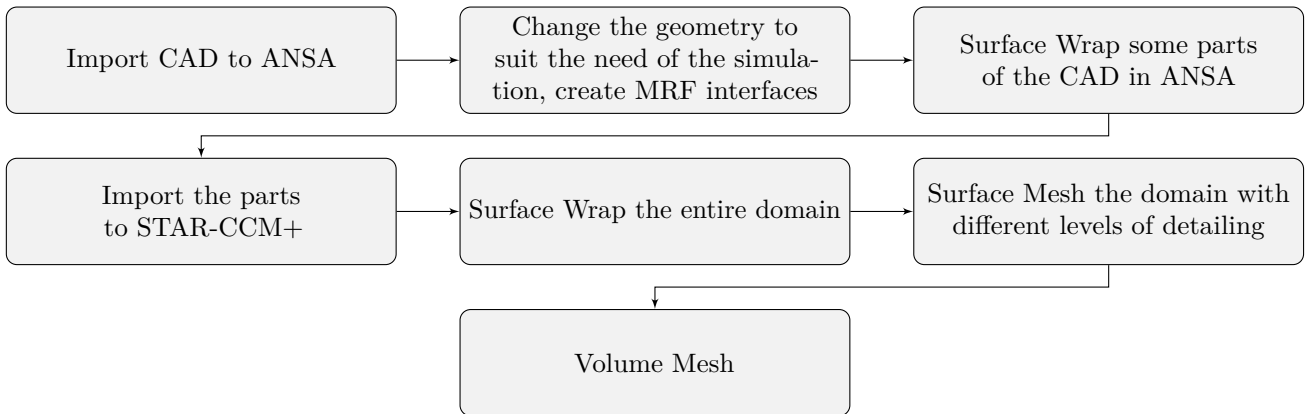 Import CAD to ANSA
Change the geometry to
suit the need of the simula-
tion, create MRF interfaces
Surface Wrap some parts
of the CAD in ANSA
Import the parts
to STAR-CCM+
Surface Wrap the entire domain
Surface Mesh the domain with
different levels of detailing
Volume Mesh